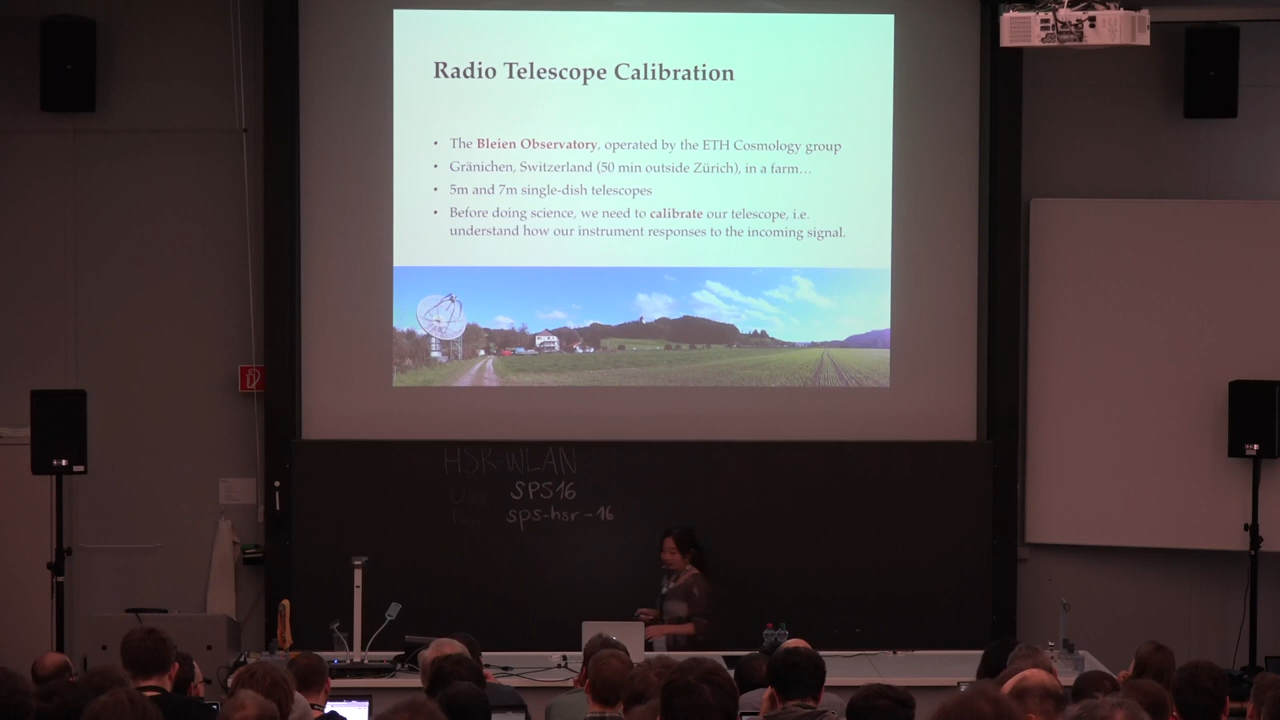 Radio Telescope Calibration
• The Bleien Observatory, operated by the ETH Cosmology group
• Gränichen, Switzerland (50 min outside Zürich), in a farm…
• 5m and 7m single-dish telescopes
• Before doing science, we need to calibrate our telescope, i.e.
understand how our instrument responses to the incoming signal.
HSR-WLAN
SPS16
sps-hsr-16